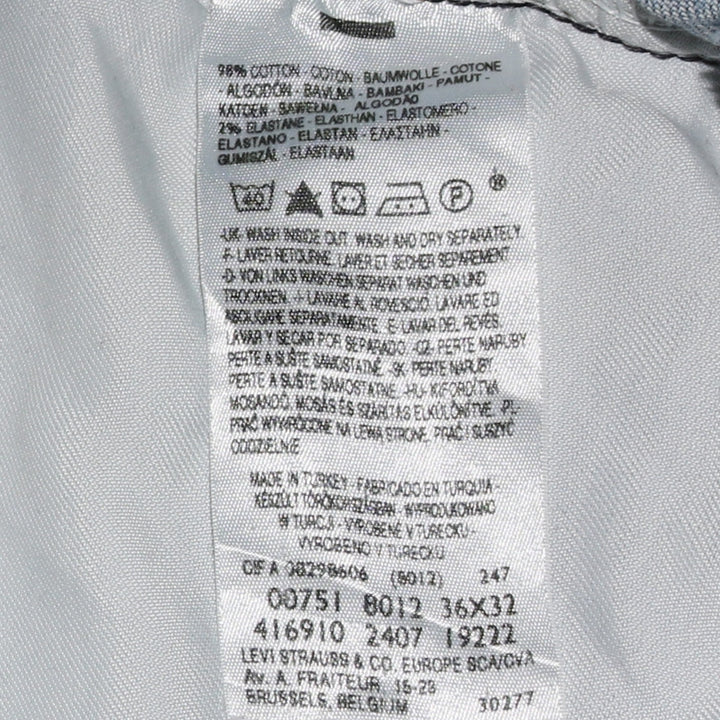 98% COTTON - COTON - BAUMWOLLE - COTONE
- ALGODÓN - BAVLNA - BAMBAKI - PAMUT -
KATOEN - BAWEŁNA - ALGODÃO
2% ELASTANE - ELASTHAN - ELASTOMERO -
ELASTANO - ELASTAN - ΕΛΑΣΤΑΗΝ -
GUMISZÁL - ELASTAAN
40 P ®
-UK- WASH INSIDE OUT. WASH AND DRY SEPARATELY.
-F- LAVER RETOURNE. LAVER ET SECHER SEPAREMENT
-D- VON LINKS WASCHEN SEPARAT WASCHEN UND
TROCKNEN. -I- LAVARE AL ROVESCIO. LAVARE ED
ASCIUGARE SEPARATAMENTE. -E- LAVAR DEL REVÉS.
LAVAR Y SECAR POR SEPARADO. -CZ- PERTE NARUBY.
PERTE A SUŠTE SAMOSTATNĚ. -SK- PERTE NARUBY.
PERTE A SUŠTE SAMOSTATNE. -HU- KIFORDÍTVA
MOSANDÓ. MOSÁS ÉS SZÁRÍTÁS ELKÜLÖNÍTVE. -PL-
PRAĆ WYWRÓCONE NA LEWĄ STRONĘ. PRAĆ I SUSZYĆ
ODDZIELNIE
MADE IN TURKEY - FABRICADO EN TURQUIA -
KÉSZÜLT TÖRÖKORSZÁGBAN - WYPRODUKOWANO
W TURCJI - VYROBENÉ V TURECKU -
VYROBENO V TURECKU
CIF A 38298606 (8012) 247
00751 8012 36X32
416910 2407 19222
LEVI STRAUSS & CO. EUROPE SCA/CVA
Av. A. FRAITEUR, 15-23
BRUSSELS, BELGIUM 30277